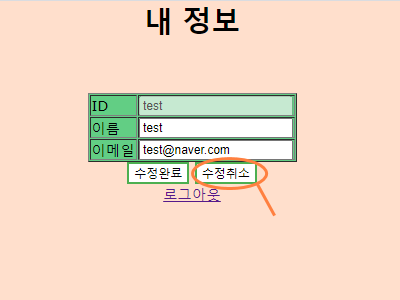 내 정보
ID test
이름 test
이메일 test@naver.com
수정완료 수정취소
로그아웃